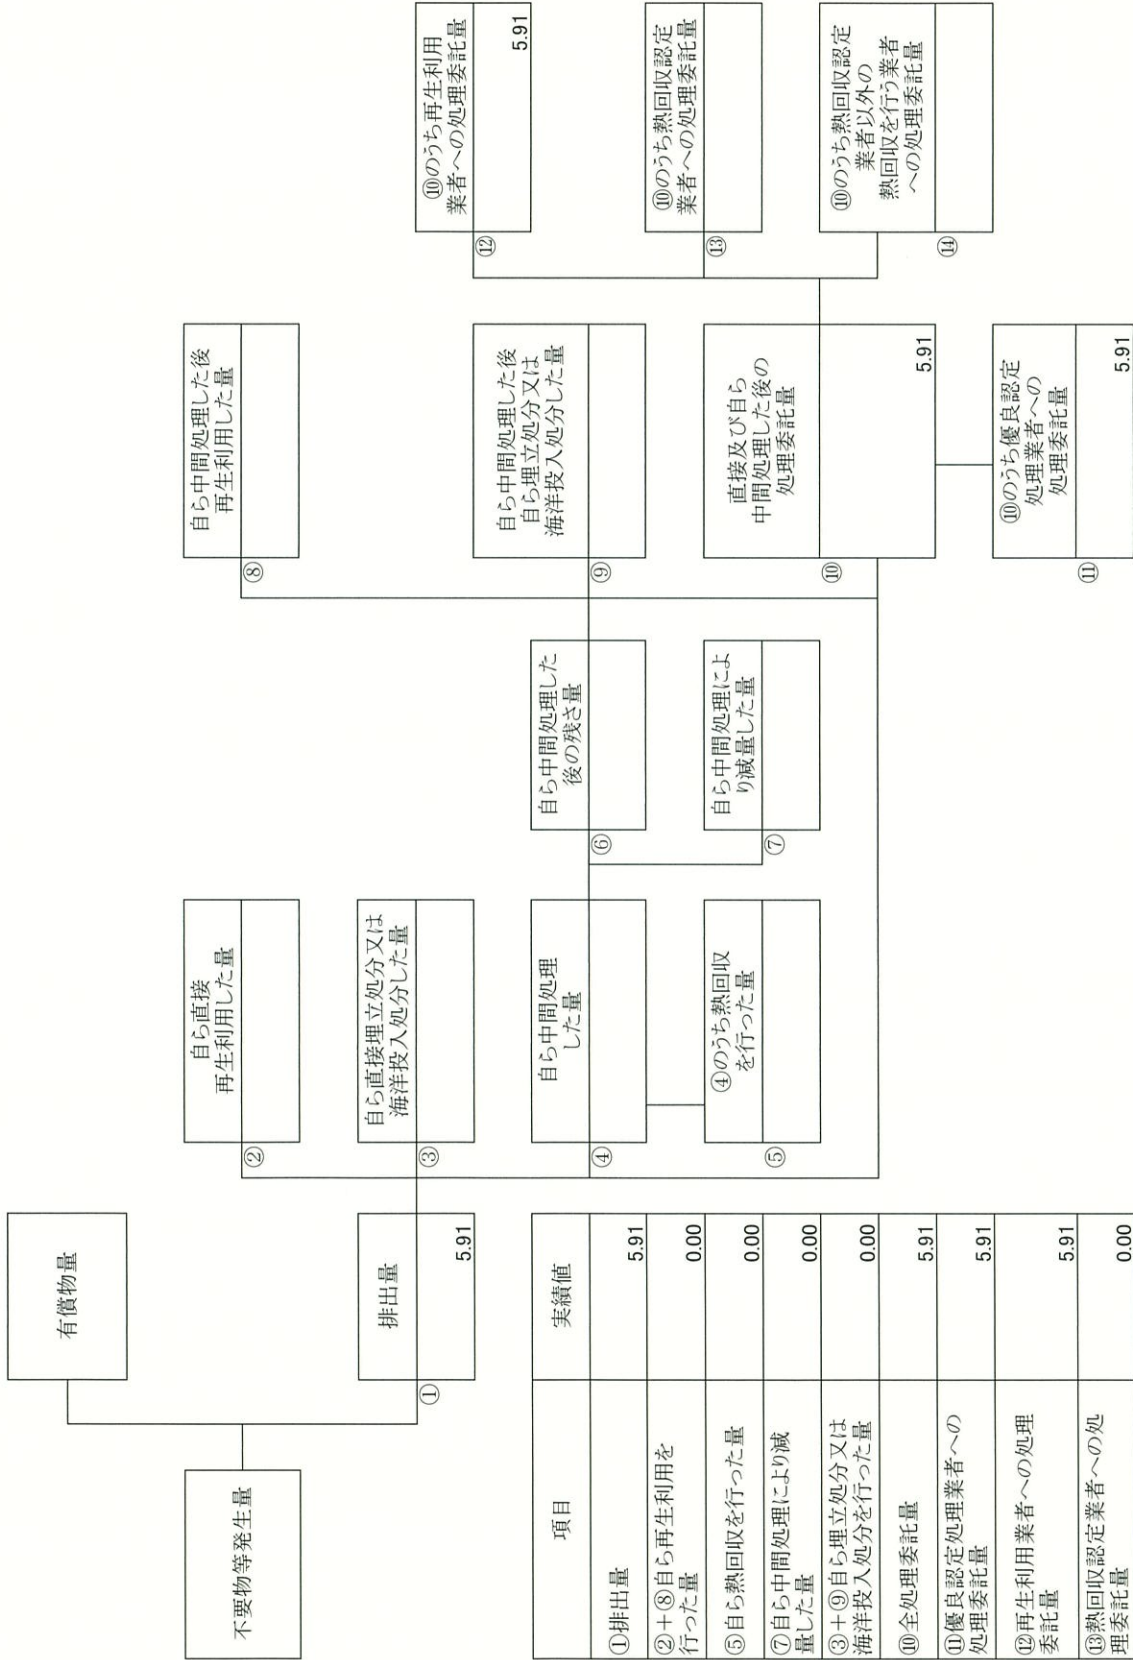 不要物等発生量
有償物量
排出量
①
5.91
自ら直接
再生利用した量
②
自ら直接埋立処分又は
海洋投入処分した量
③
自ら中間処理
した量
④
④のうち熱回収
を行った量
⑤
自ら中間処理した
後の残さ量
⑥
自ら中間処理によ
り減量した量
⑦
自ら中間処理した後
再生利用した量
⑧
自ら中間処理した後
自ら埋立処分又は
海洋投入処分した量
⑨
直接及び自ら
中間処理した後の
処理委託量
⑩
5.91
⑩のうち優良認定
処理業者への
処理委託量
⑪
5.91
⑩のうち再生利用
業者への処理委託量
⑫
5.91
⑩のうち熱回収認定
業者への処理委託量
⑬
⑩のうち熱回収認定
業者以外の
熱回収を行う業者
への処理委託量
⑭
項目 実績値
①排出量 5.91
②+⑧自ら再生利用を
行った量 0.00
⑤自ら熱回収を行った量 0.00
⑦自ら中間処理により減
量した量 0.00
③+⑨自ら埋立処分又は
海洋投入処分を行った量 0.00
⑩全処理委託量 5.91
⑪優良認定処理業者への
処理委託量 5.91
⑫再生利用業者への処理
委託量 5.91
⑬熱回収認定業者への処
理委託量 0.00